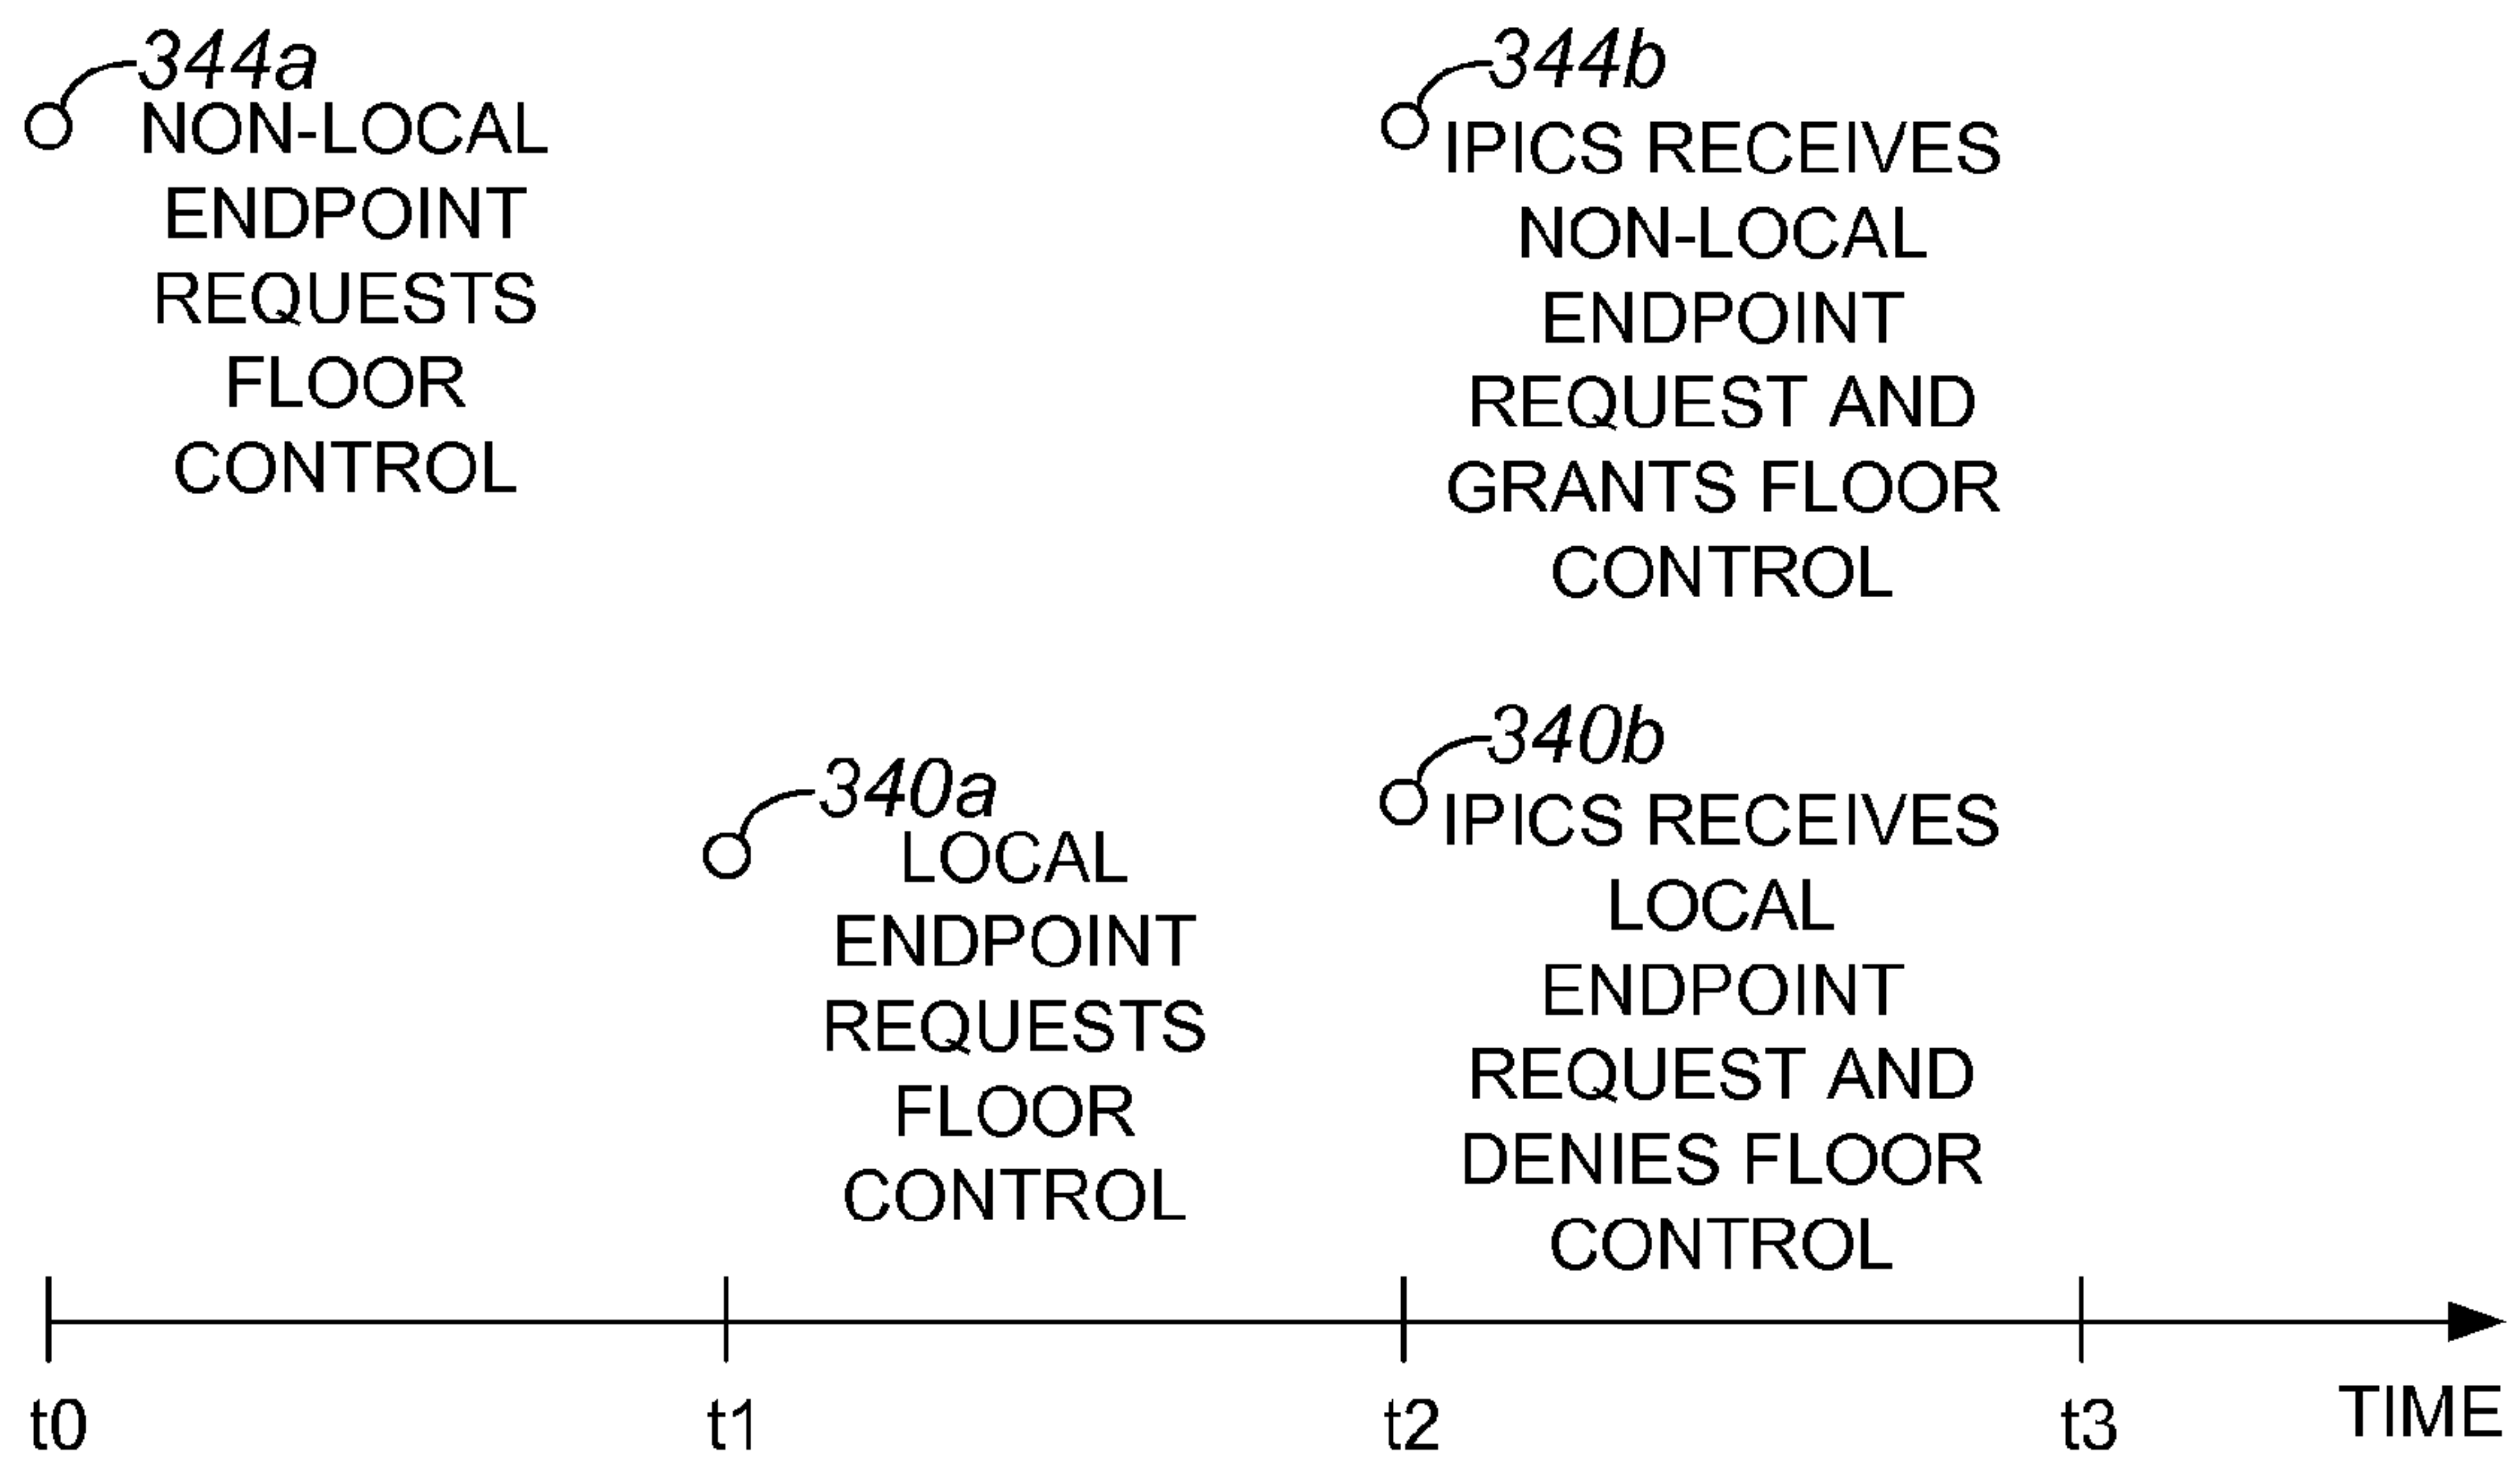 344a
NON-LOCAL
ENDPOINT
REQUESTS
FLOOR
CONTROL
344b
IPICS RECEIVES
NON-LOCAL
ENDPOINT
REQUEST AND
GRANTS FLOOR
CONTROL
340a
LOCAL
ENDPOINT
REQUESTS
FLOOR
CONTROL
340b
IPICS RECEIVES
LOCAL
ENDPOINT
REQUEST AND
DENIES FLOOR
CONTROL
t0 t1 t2 t3 TIME